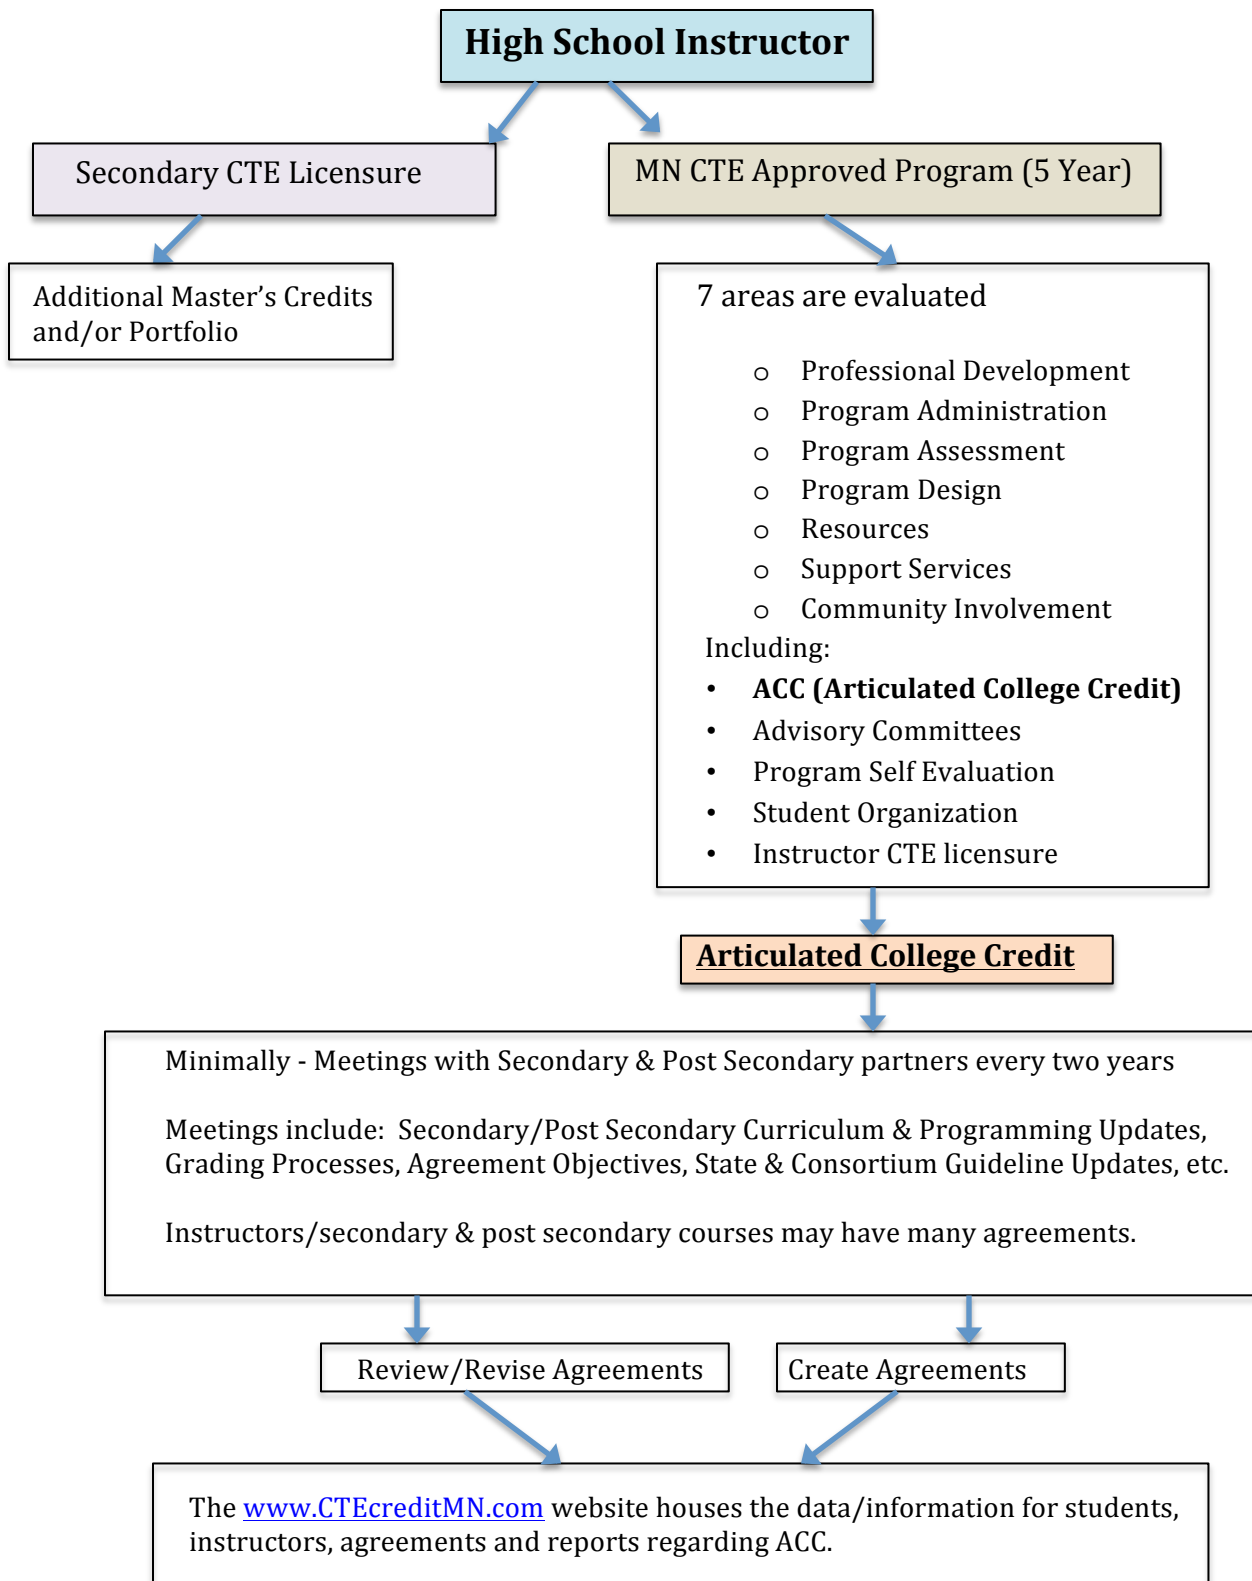 High School Instructor
Secondary CTE Licensure
MN CTE Approved Program (5 Year)
Additional Master’s Credits
and/or Portfolio
7 areas are evaluated
o Professional Development
o Program Administration
o Program Assessment
o Program Design
o Resources
o Support Services
o Community Involvement
Including:
• ACC (Articulated College Credit)
• Advisory Committees
• Program Self Evaluation
• Student Organization
• Instructor CTE licensure
Articulated College Credit
Minimally - Meetings with Secondary & Post Secondary partners every two years
Meetings include: Secondary/Post Secondary Curriculum & Programming Updates,
Grading Processes, Agreement Objectives, State & Consortium Guideline Updates, etc.
Instructors/secondary & post secondary courses may have many agreements.
Review/Revise Agreements
Create Agreements
The www.CTEcreditMN.com website houses the data/information for students,
instructors, agreements and reports regarding ACC.